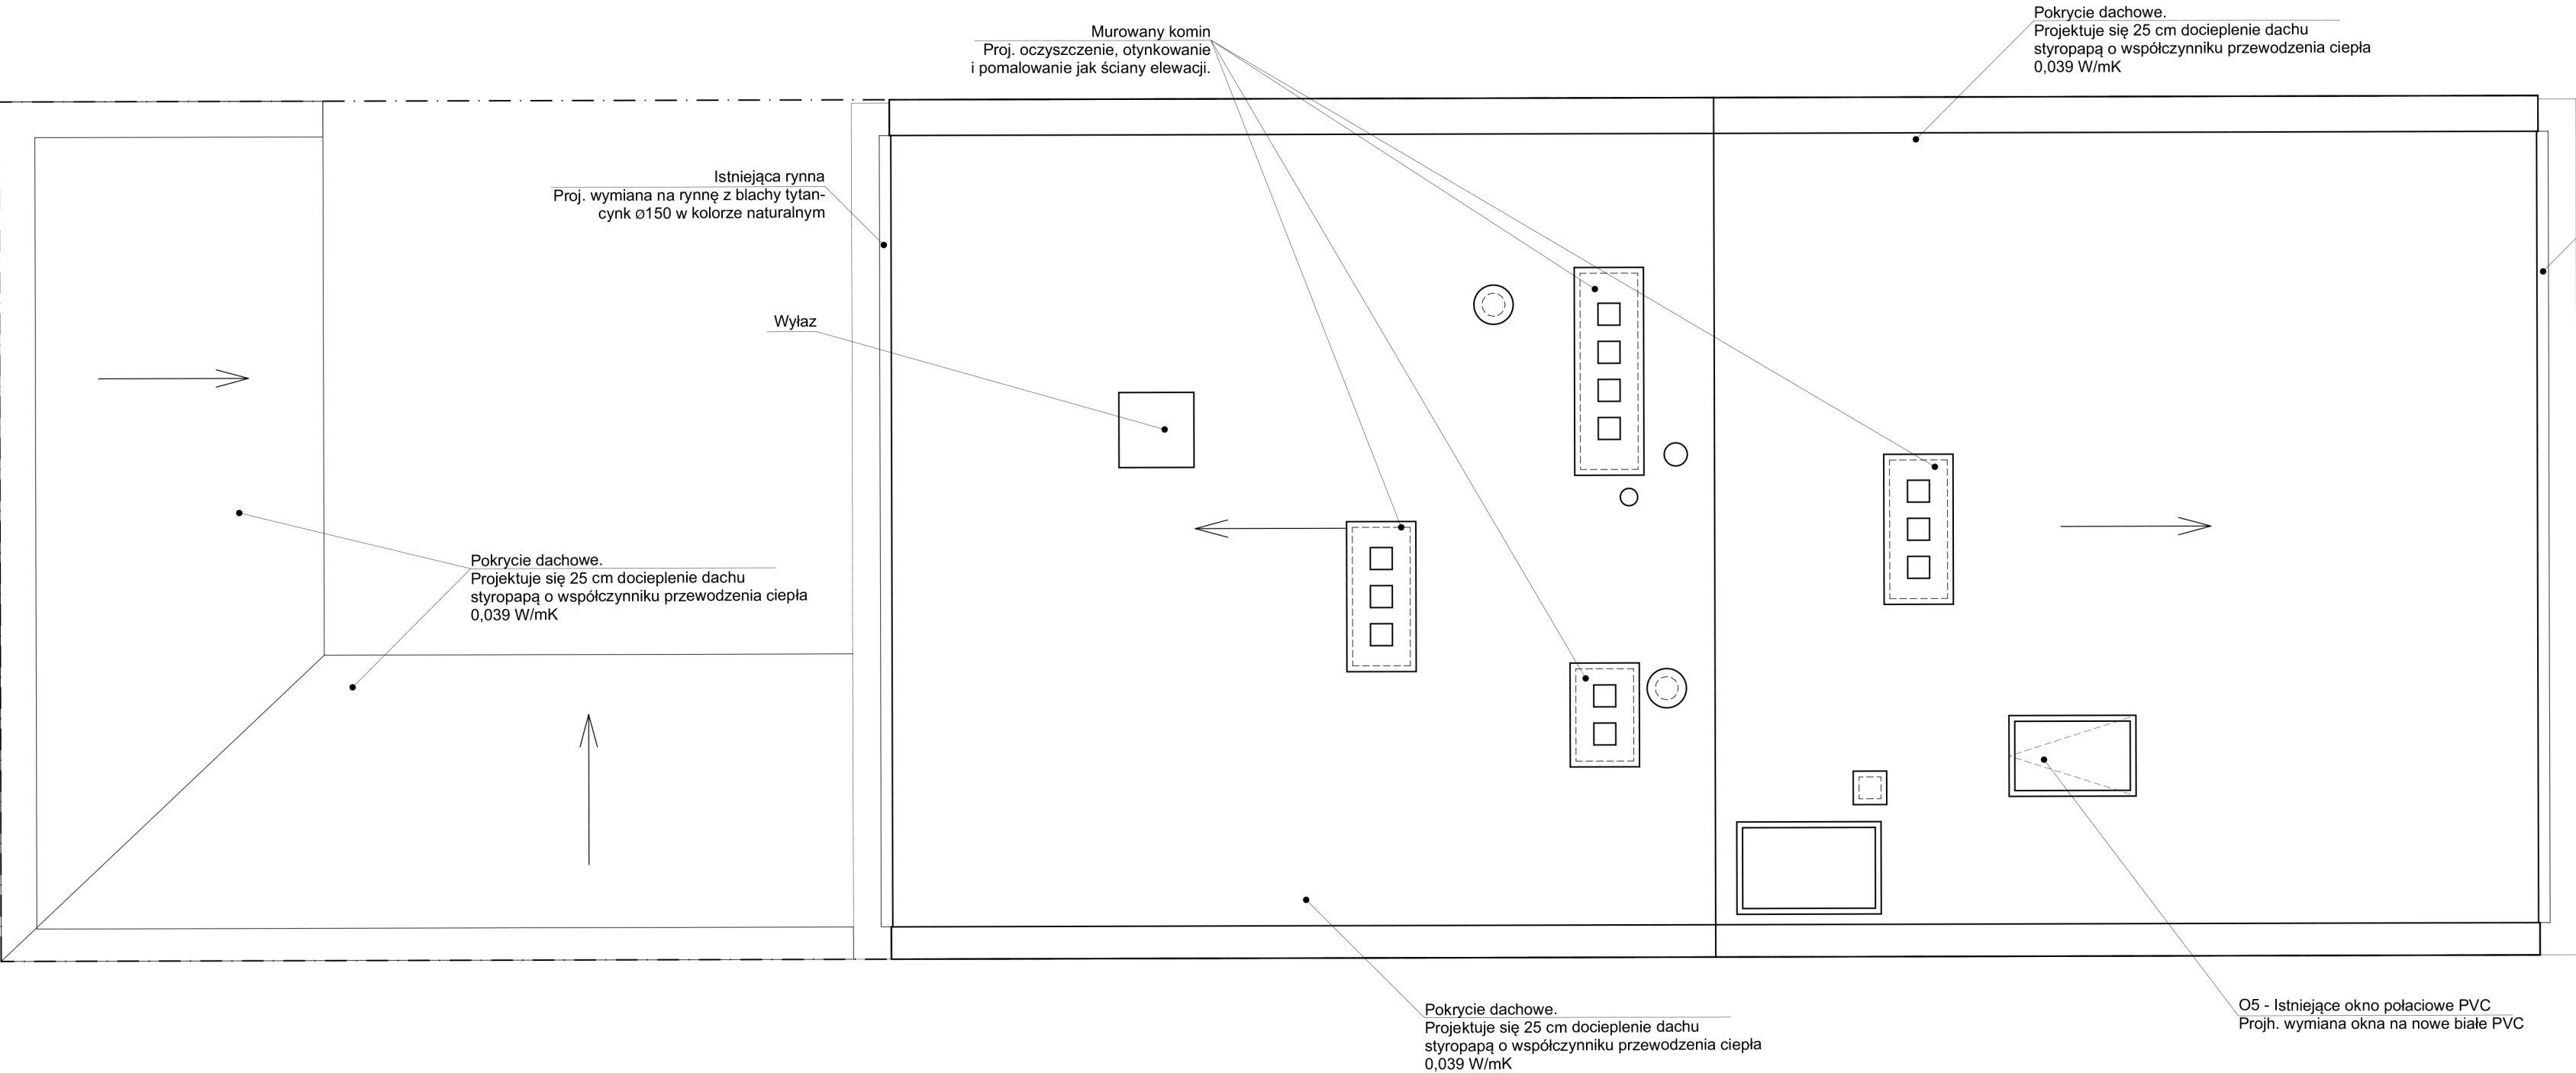 Murowany komin
Proj. oczyszczenie, otynkowanie
i pomalowanie jak ściany elewacji.
Pokrycie dachowe.
Projektuje się 25 cm docieplenie dachu
styropapą o współczynniku przewodzenia ciepła
0,039 W/mK
Istniejąca rynna
Proj. wymiana na rynnę z blachy tytan-
cynk Ø150 w kolorze naturalnym
Wyłaz
Pokrycie dachowe.
Projektuje się 25 cm docieplenie dachu
styropapą o współczynniku przewodzenia ciepła
0,039 W/mK
Pokrycie dachowe.
Projektuje się 25 cm docieplenie dachu
styropapą o współczynniku przewodzenia ciepła
0,039 W/mK
O5 - Istniejące okno połaciowe PVC
Projh. wymiana okna na nowe białe PVC